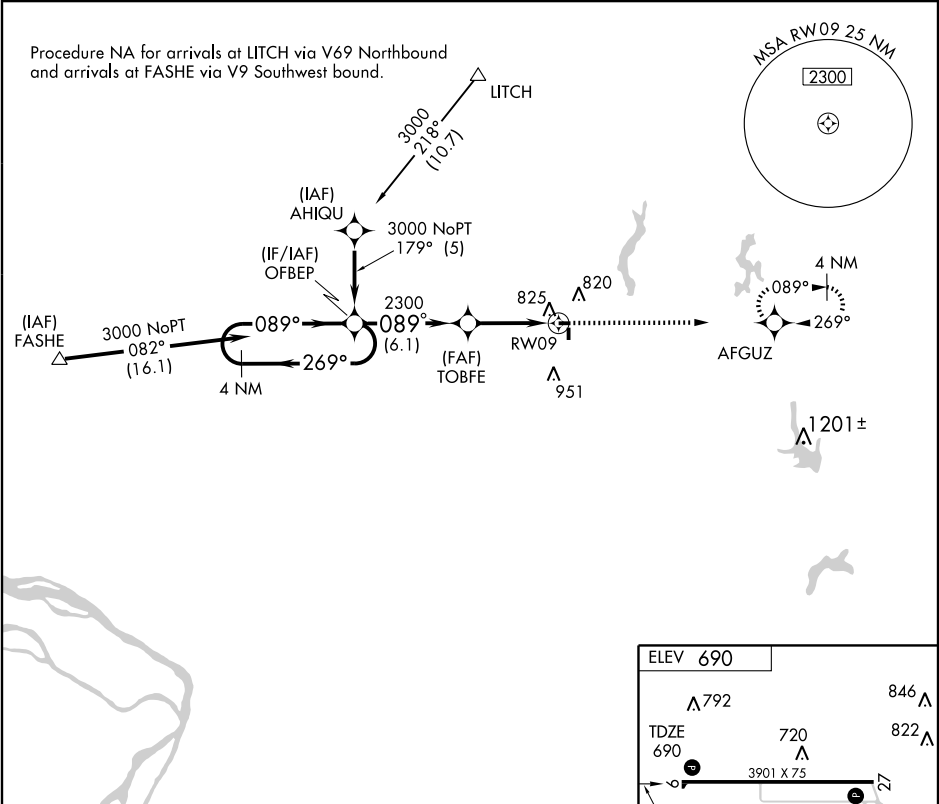 Procedure NA for arrivals at LITCH via V69 Northbound
and arrivals at FASHE via V9 Southwest bound.
MSA RW09 25 NM
2300
LITCH
3000
218°
(10.7)
(IAF)
AHIQU
3000 NoPT
179° (5)
(IF/IAF)
OFBEP
(IAF)
FASHE
3000 NoPT
082°
(16.1)
089°
269°
4 NM
2300
089°
(6.1)
(FAF)
TOBFE
825
820
RW09
951
4 NM
089°
269°
AFGUZ
1201±
ELEV 690
792
846
TDZE
690
720
822
P
3901 X 75
9
27
P